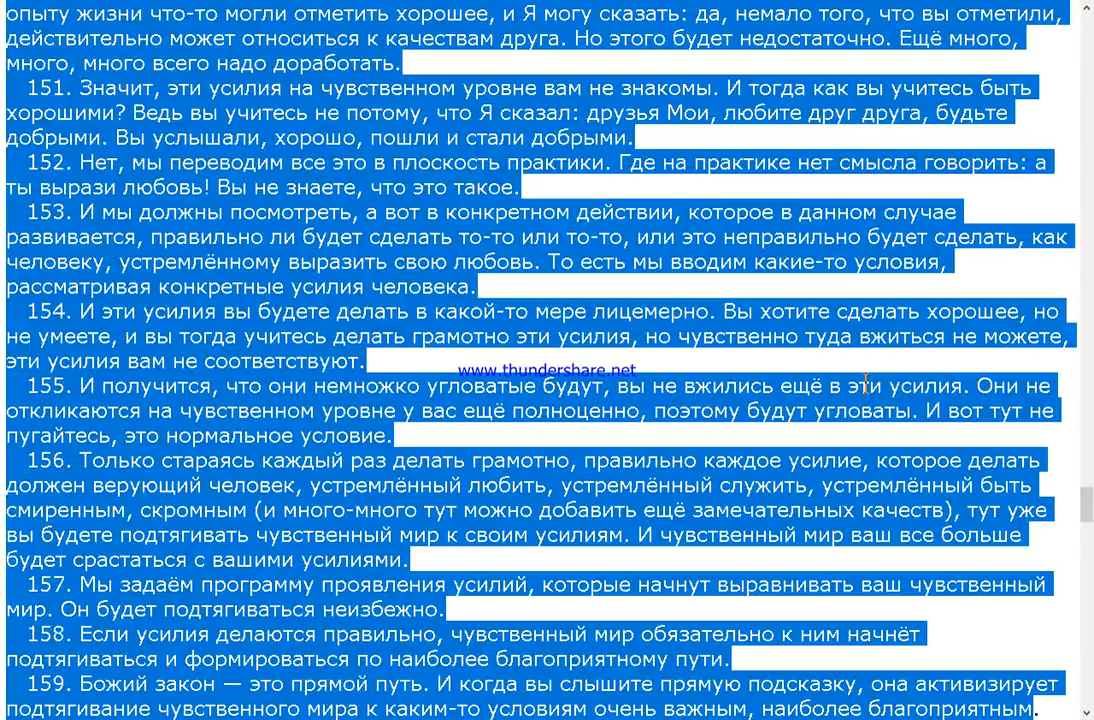 опыту жизни что-то могли отметить хорошее, и Я могу сказать: да, немало того, что вы отметили,
действительно может относиться к качествам друга. Но этого будет недостаточно. Ещё много,
много, много всего надо доработать.
151. Значит, эти усилия на чувственном уровне вам не знакомы. И тогда как вы учитесь быть
хорошими? Ведь вы учитесь не потому, что Я сказал: друзья Мои, любите друг друга, будьте
добрыми. Вы услышали, хорошо, пошли и стали добрыми.
152. Нет, мы переводим все это в плоскость практики. Где на практике нет смысла говорить: а
ты вырази любовь! Вы не знаете, что это такое.
153. И мы должны посмотреть, а вот в конкретном действии, которое в данном случае
развивается, правильно ли будет сделать то-то или то-то, или это неправильно будет сделать, как
человеку, устремлённому выразить свою любовь. То есть мы вводим какие-то условия,
рассматривая конкретные усилия человека.
154. И эти усилия вы будете делать в какой-то мере лицемерно. Вы хотите сделать хорошее, но
не умеете, и вы тогда учитесь делать грамотно эти усилия, но чувственно туда вжиться не можете,
эти усилия вам не соответствуют.
www.thundershare.net
155. И получится, что они немножко угловатые будут, вы не вжились ещё в эти усилия. Они не
откликаются на чувственном уровне у вас ещё полноценно, поэтому будут угловаты. И вот тут не
пугайтесь, это нормальное условие.
156. Только стараясь каждый раз делать грамотно, правильно каждое усилие, которое делать
должен верующий человек, устремлённый любить, устремлённый служить, устремлённый быть
смиренным, скромным (и много-много тут можно добавить ещё замечательных качеств), тут уже
вы будете подтягивать чувственный мир к своим усилиям. И чувственный мир ваш все больше
будет срастаться с вашими усилиями.
157. Мы задаём программу проявления усилий, которые начнут выравнивать ваш чувственный
мир. Он будет подтягиваться неизбежно.
158. Если усилия делаются правильно, чувственный мир обязательно к ним начнёт
подтягиваться и формироваться по наиболее благоприятному пути.
159. Божий закон — это прямой путь. И когда вы слышите прямую подсказку, она активизирует
подтягивание чувственного мира к каким-то условиям очень важным, наиболее благоприятным.